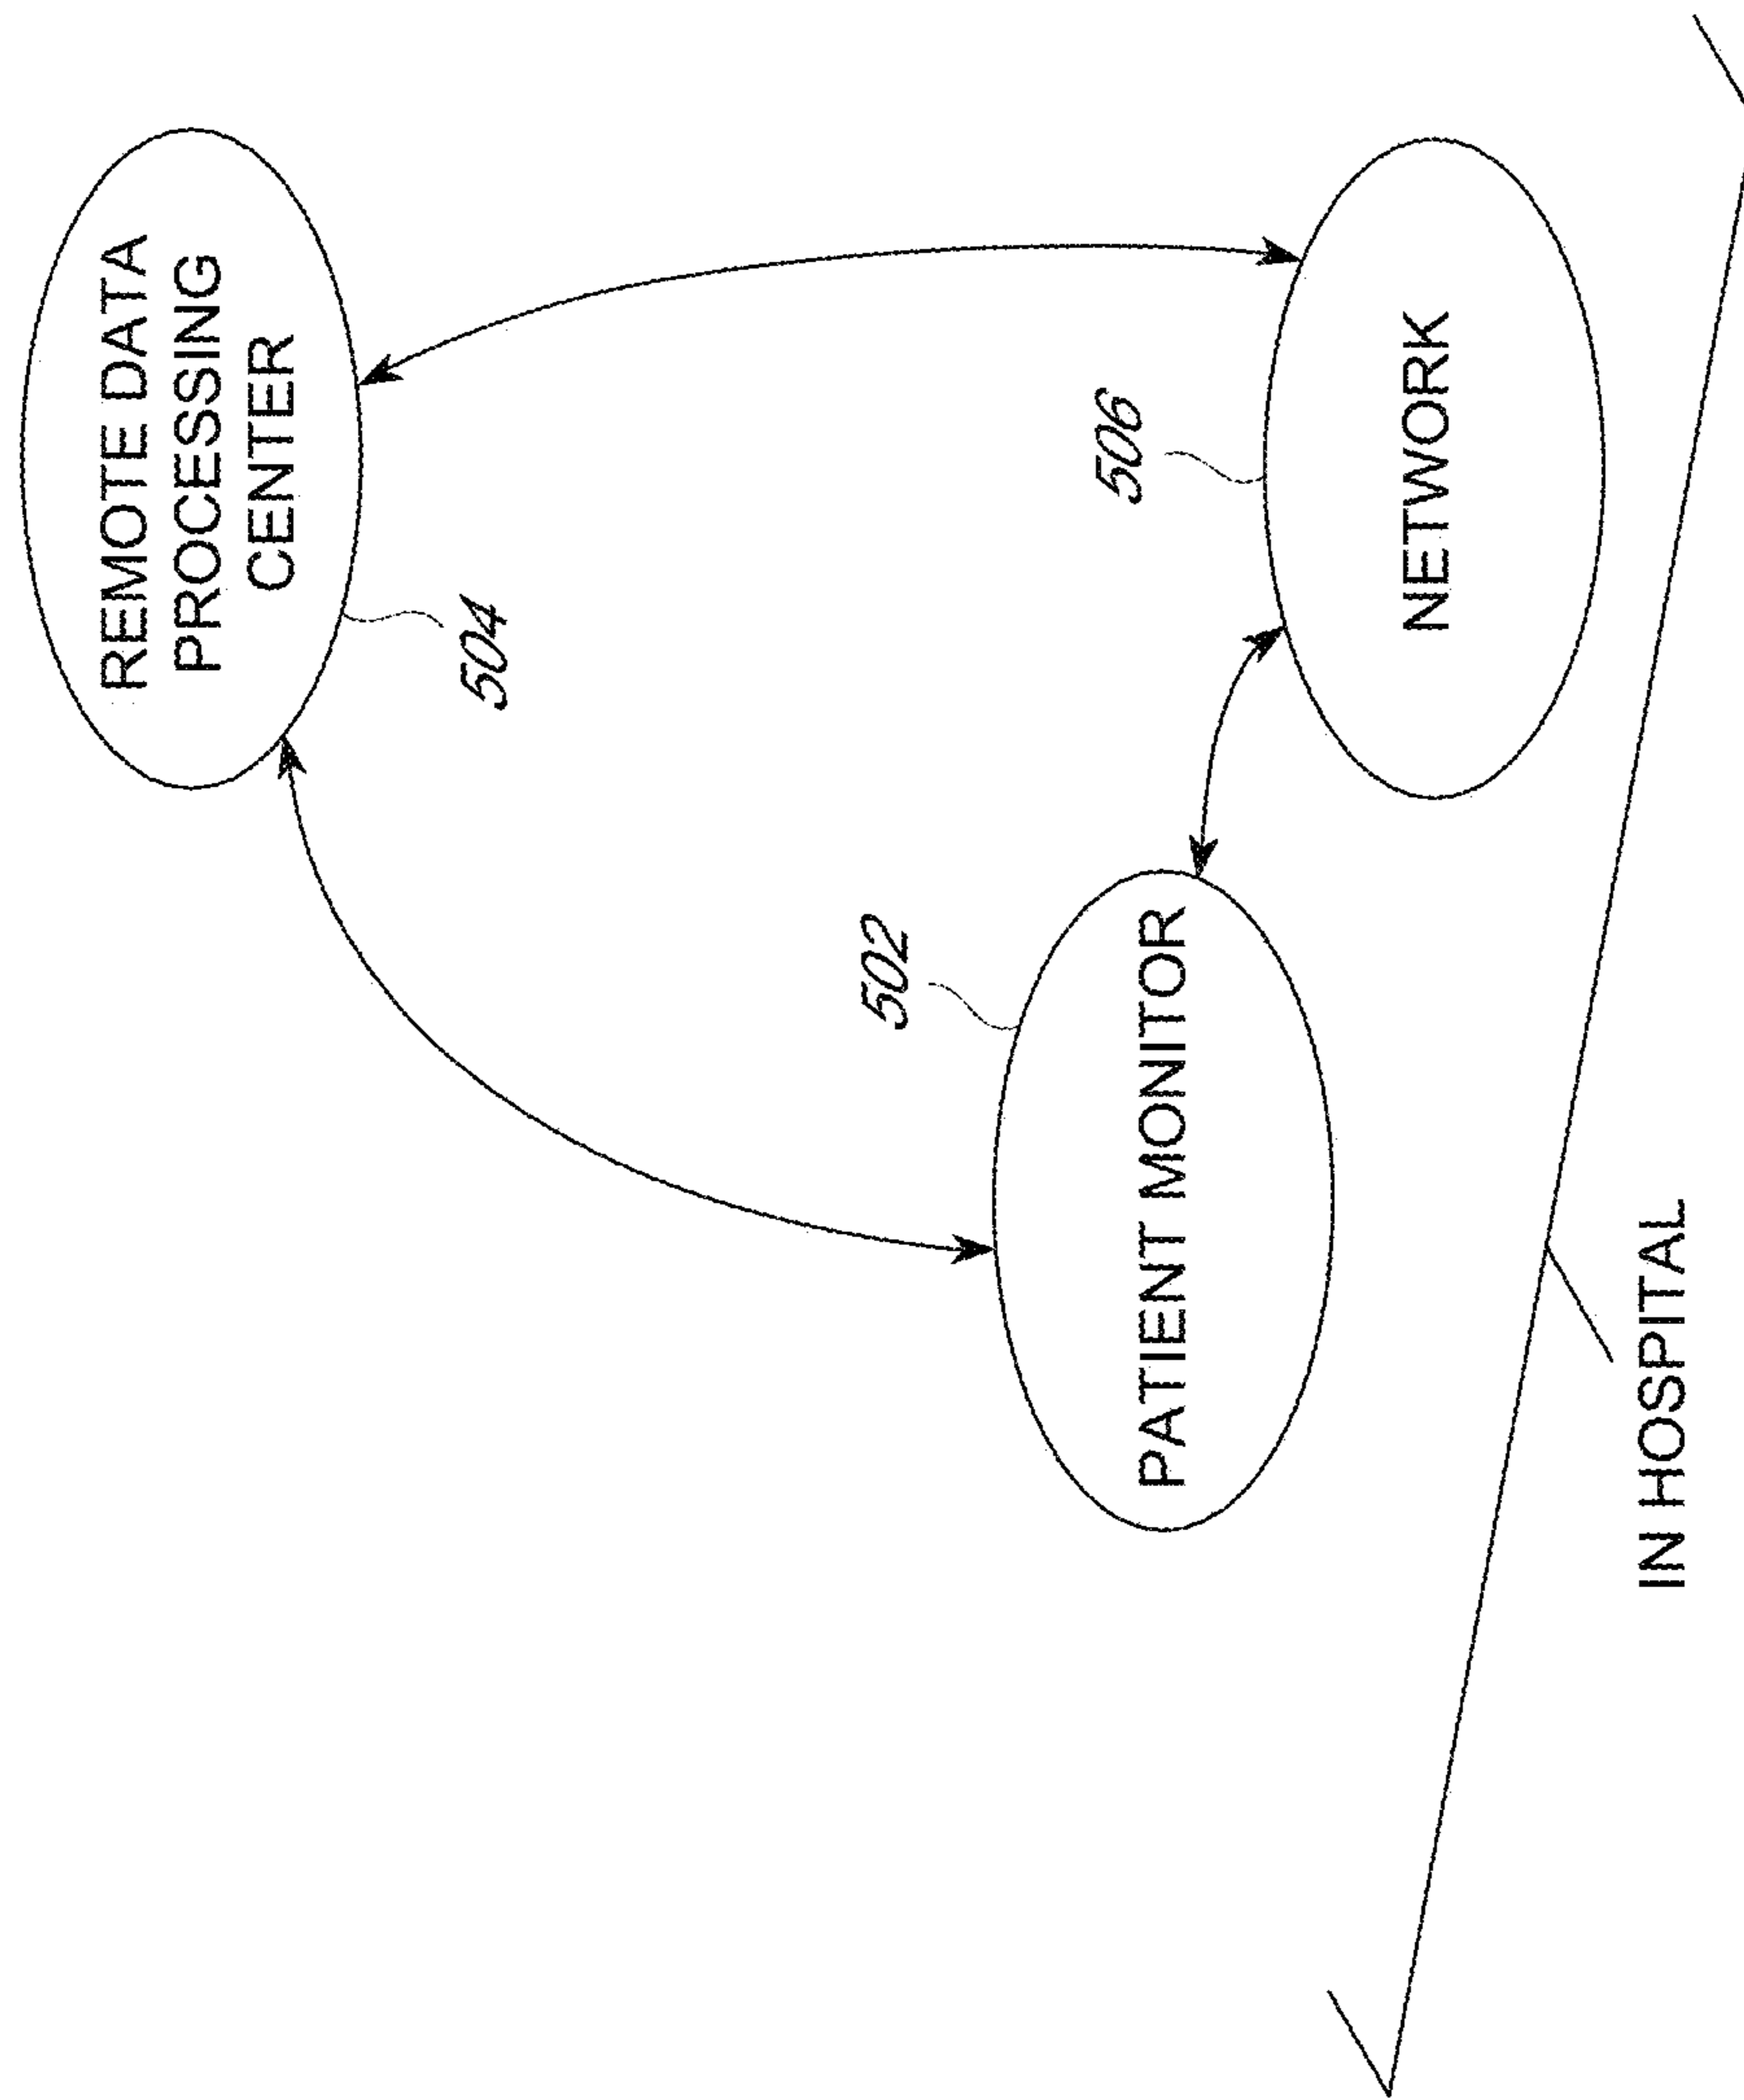 REMOTE DATA
PROCESSING
CENTER
504
502
506
PATIENT MONITOR
NETWORK
IN HOSPITAL